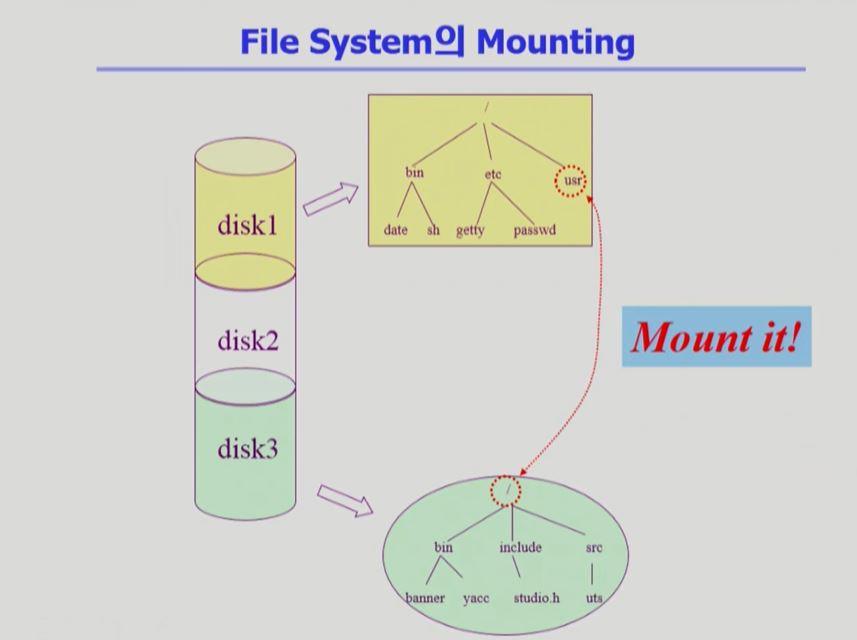 File System의 Mounting
/
bin etc usr
date sh getty passwd
disk1
disk2
disk3
Mount it!
/
bin include src
banner yacc studio.h uts